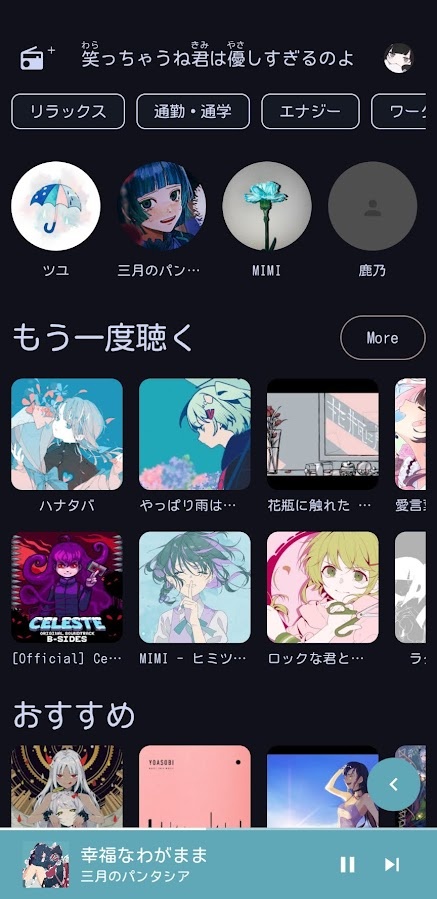 笑っちゃうね君は優しすぎるのよ
わら きみ やさ
リラックス 通勤・通学 エナジー ワーク
ツユ 三月のパン… MIMI 鹿乃
もう一度聴く More
ハナタバ やっぱり雨は… 花瓶に触れた … 愛言葉
CELESTE
ORIGINAL SOUNDTRACK
B-SIDES
[Official] Ce… MIMI - ヒミツ… ロックな君と… ラ
おすすめ
YOASOBI
幸福なわがまま
三月のパンタシア